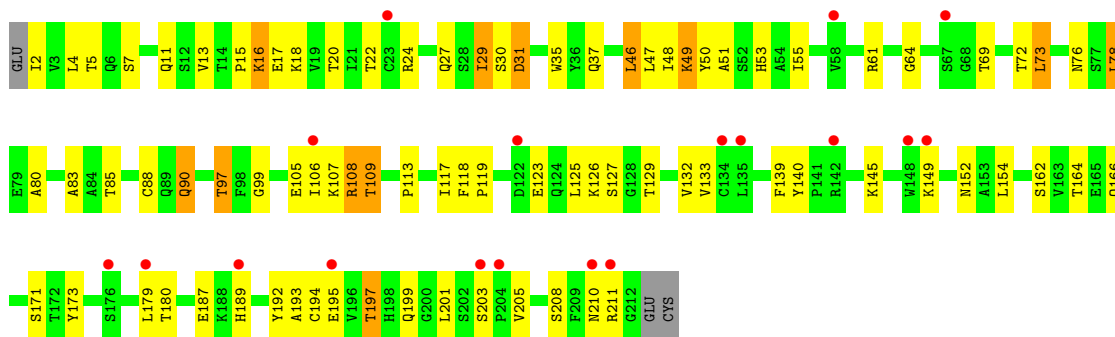 GLU I2 V3 L4 T5 Q6 S7 Q11 S12 V13 T14 P15 K16 E17 K18 V19 T20 I21 T22 C23 R24 Q27 S28 I29 S30 D31 W35 Y36 Q37 L46 L47 I48 K49 Y50 A51 S52 H53 A54 I55 V58 R61 G64 S67 G68 T69 T72 L73 N76 S77
E79 A80 A83 A84 T85 C88 Q89 Q90 T97 F98 G99 E105 I106 K107 R108 T109 P113 I117 F118 P119 D122 E123 Q124 L125 K126 S127 G128 T129 V132 V133 C134 L135 F139 Y140 P141 R142 K145 W148 K149 N152 A153 L154 S162 V163 T164 E165
S171 T172 Y173 S176 L179 T180 E187 K188 H189 Y192 A193 C194 E195 V196 T197 H198 Q199 G200 L201 S202 S203 P204 V205 S208 F209 N210 R211 G212 GLU CYS